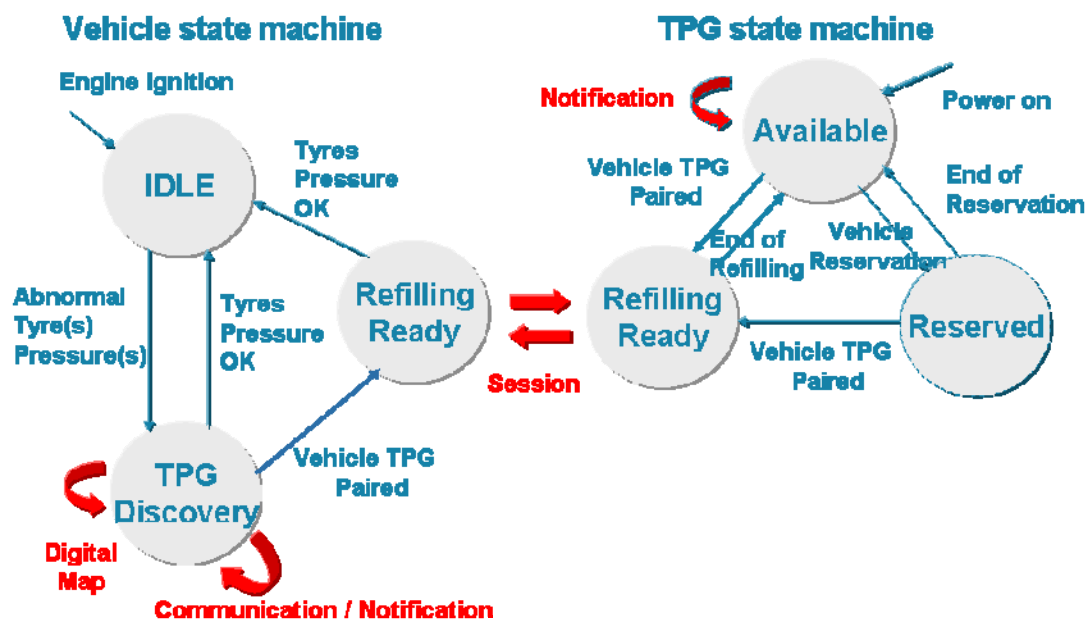 Vehicle state machine
TPG state machine
Engine Ignition
Notification
Power on
Available
Tyres
Pressure
OK
IDLE
Vehicle TPG
Paired
End of
Reservation
End of
Refilling
Vehicle
Reservation
Abnormal
Tyre(s)
Pressure(s)
Tyres
Pressure
OK
Refilling
Ready
Refilling
Ready
Reserved
Session
Vehicle TPG
Paired
TPG
Discovery
Vehicle TPG
Paired
Digital
Map
Communication / Notification